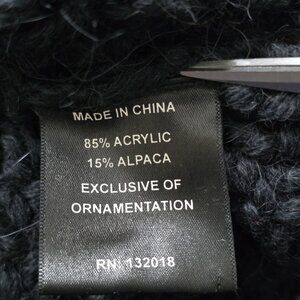 MADE IN CHINA
85% ACRYLIC
15% ALPACA
EXCLUSIVE OF
ORNAMENTATION
RN: 132018